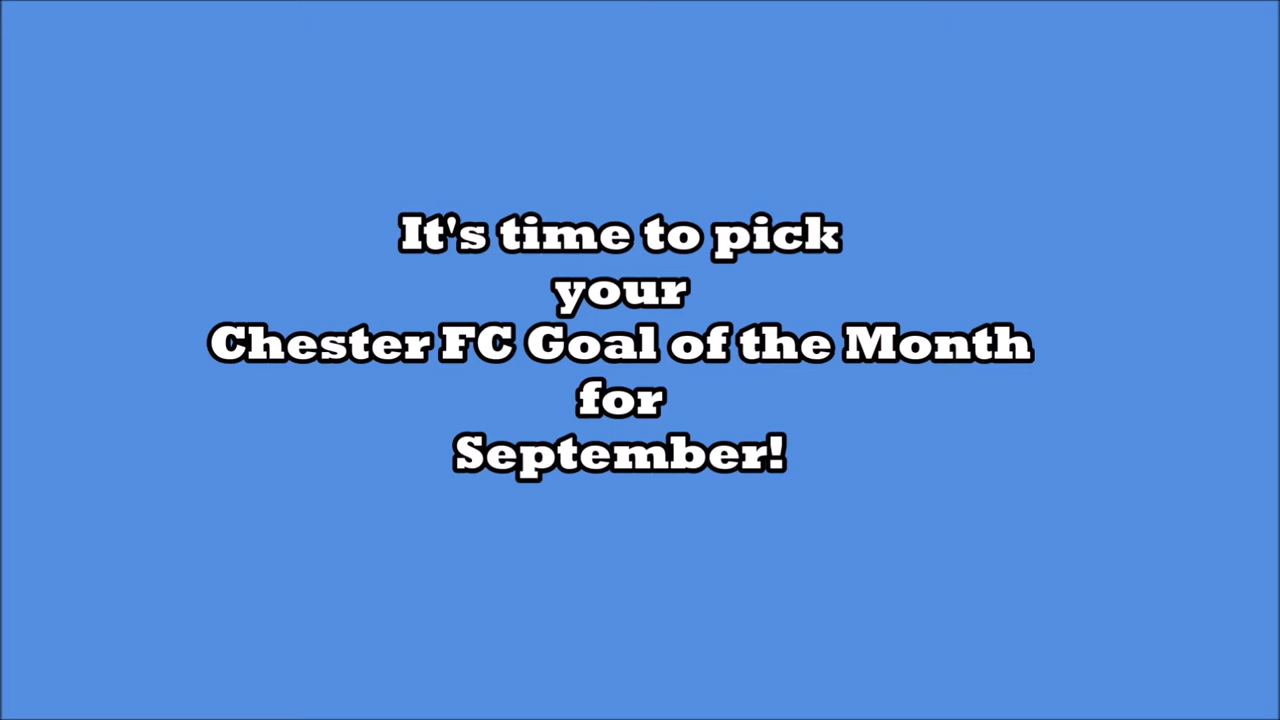 It's time to pick
your
Chester FC Goal of the Month
for
September!